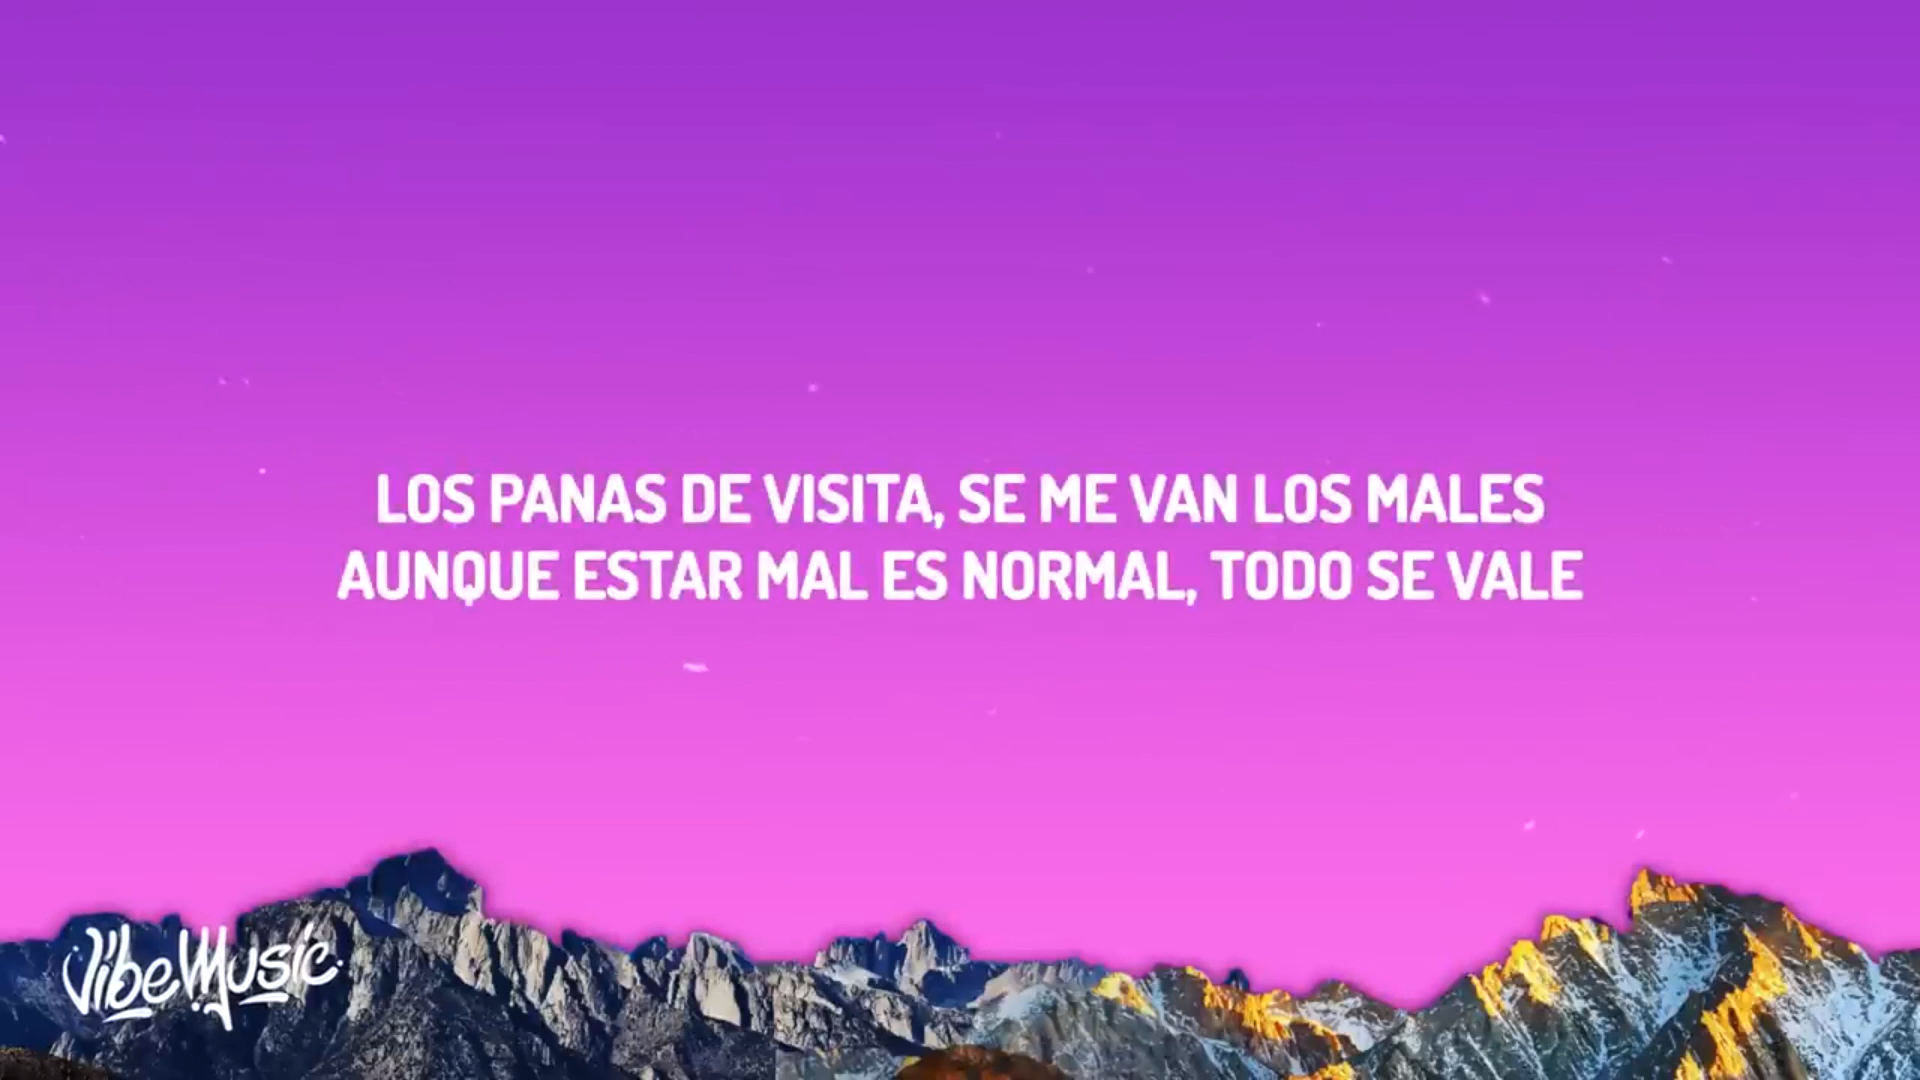 LOS PANAS DE VISITA, SE ME VAN LOS MALES
AUNQUE ESTAR MAL ES NORMAL, TODO SE VALE
VibeMusic